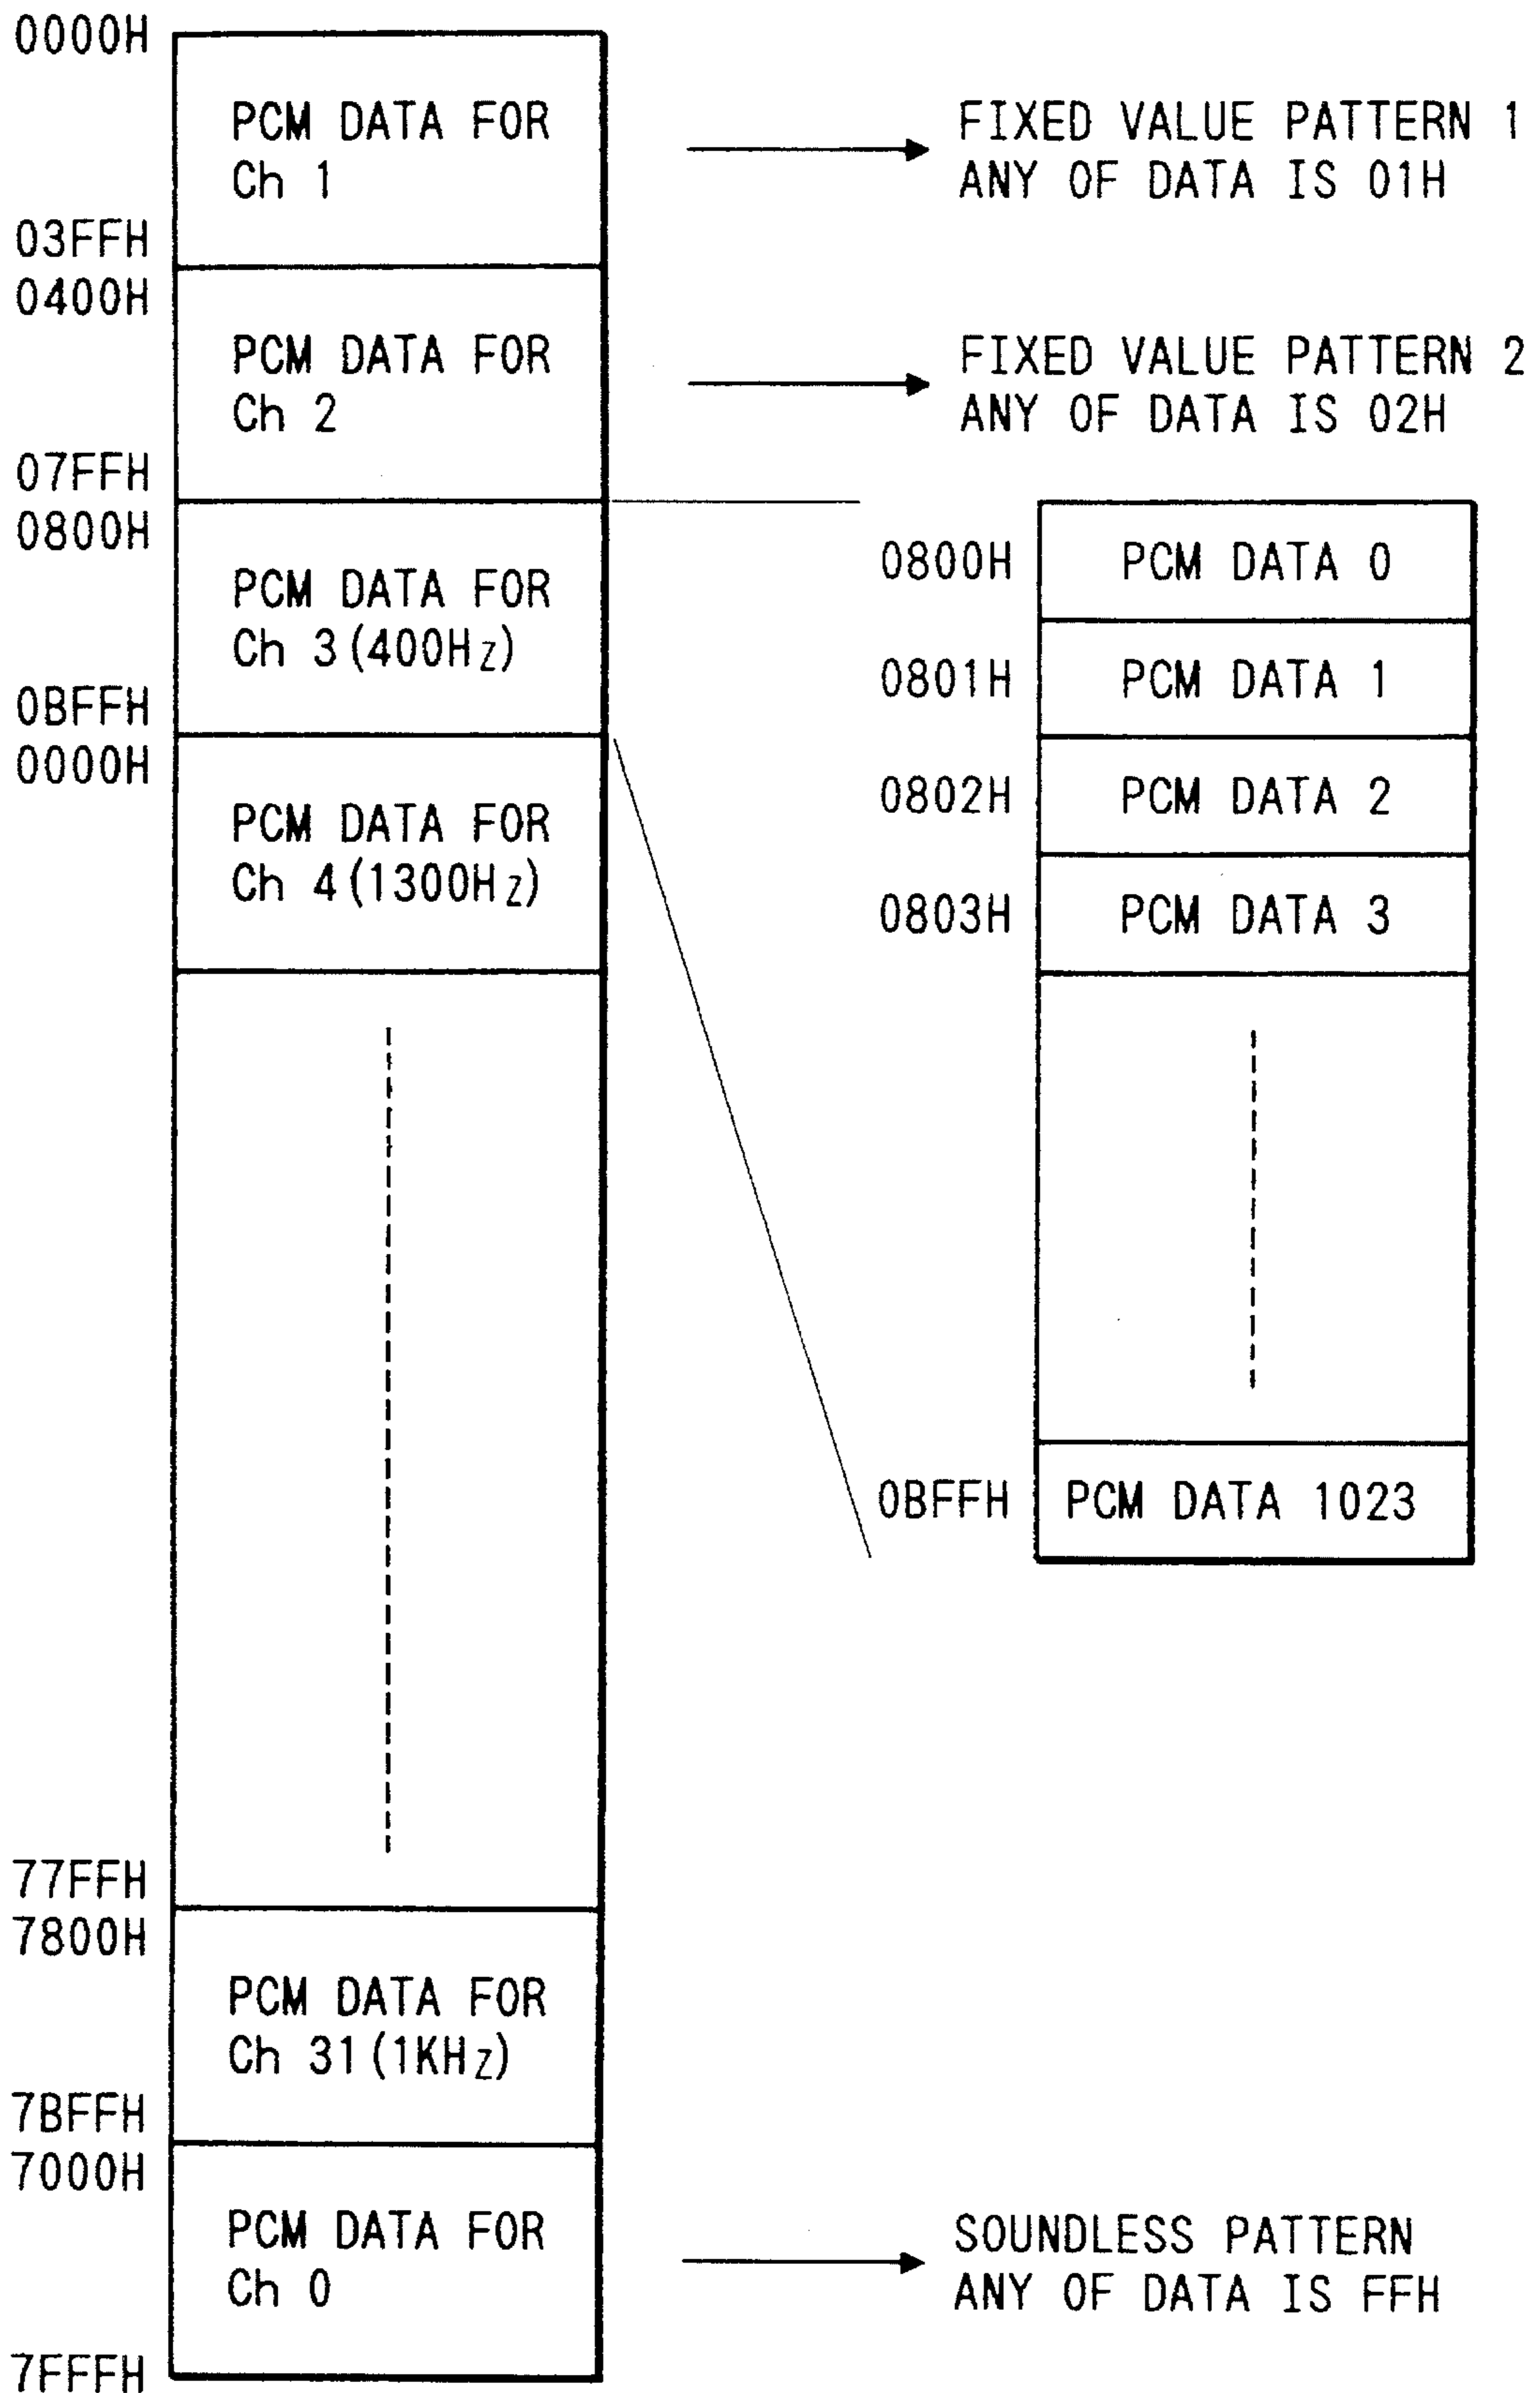 0000H
PCM DATA FOR
Ch 1
FIXED VALUE PATTERN 1
ANY OF DATA IS 01H
03FFH
0400H
PCM DATA FOR
Ch 2
FIXED VALUE PATTERN 2
ANY OF DATA IS 02H
07FFH
0800H
PCM DATA FOR
Ch 3 (400Hz)
0BFFH
0000H
PCM DATA FOR
Ch 4 (1300Hz)
0800H PCM DATA 0
0801H PCM DATA 1
0802H PCM DATA 2
0803H PCM DATA 3
0BFFH PCM DATA 1023
77FFH
7800H
PCM DATA FOR
Ch 31 (1KHz)
7BFFH
7000H
PCM DATA FOR
Ch 0
SOUNDLESS PATTERN
ANY OF DATA IS FFH
7FFFH